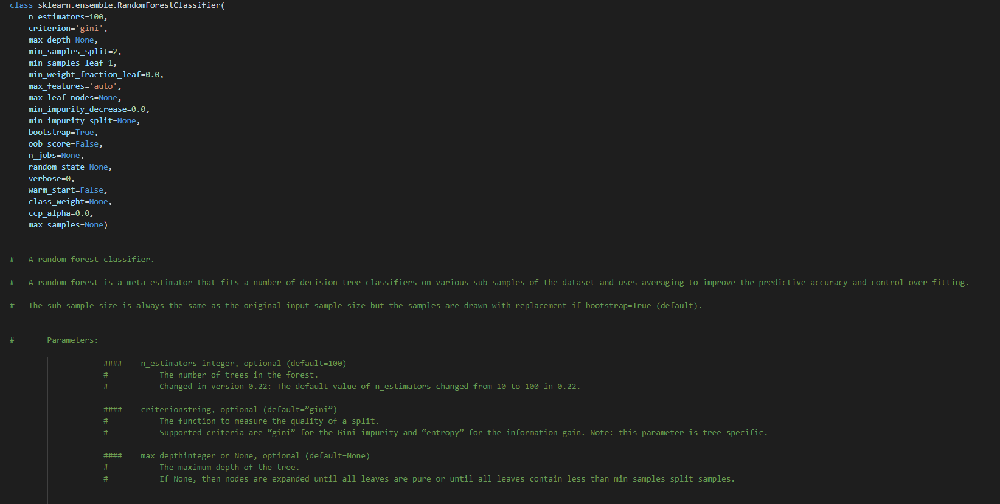 class sklearn.ensemble.RandomForestClassifier(
    n_estimators=100,
    criterion='gini',
    max_depth=None,
    min_samples_split=2,
    min_samples_leaf=1,
    min_weight_fraction_leaf=0.0,
    max_features='auto',
    max_leaf_nodes=None,
    min_impurity_decrease=0.0,
    min_impurity_split=None,
    bootstrap=True,
    oob_score=False,
    n_jobs=None,
    random_state=None,
    verbose=0,
    warm_start=False,
    class_weight=None,
    ccp_alpha=0.0,
    max_samples=None)
#   A random forest classifier.
#   A random forest is a meta estimator that fits a number of decision tree classifiers on various sub-samples of the dataset and uses averaging to improve the predictive accuracy and control over-fitting.
#   The sub-sample size is always the same as the original input sample size but the samples are drawn with replacement if bootstrap=True (default).
#       Parameters:
                    ####    n_estimators integer, optional (default=100)
                    #           The number of trees in the forest.
                    #           Changed in version 0.22: The default value of n_estimators changed from 10 to 100 in 0.22.
                    ####    criterionstring, optional (default=”gini”)
                    #           The function to measure the quality of a split.
                    #           Supported criteria are “gini” for the Gini impurity and “entropy” for the information gain. Note: this parameter is tree-specific.
                    ####    max_depthinteger or None, optional (default=None)
                    #           The maximum depth of the tree.
                    #           If None, then nodes are expanded until all leaves are pure or until all leaves contain less than min_samples_split samples.